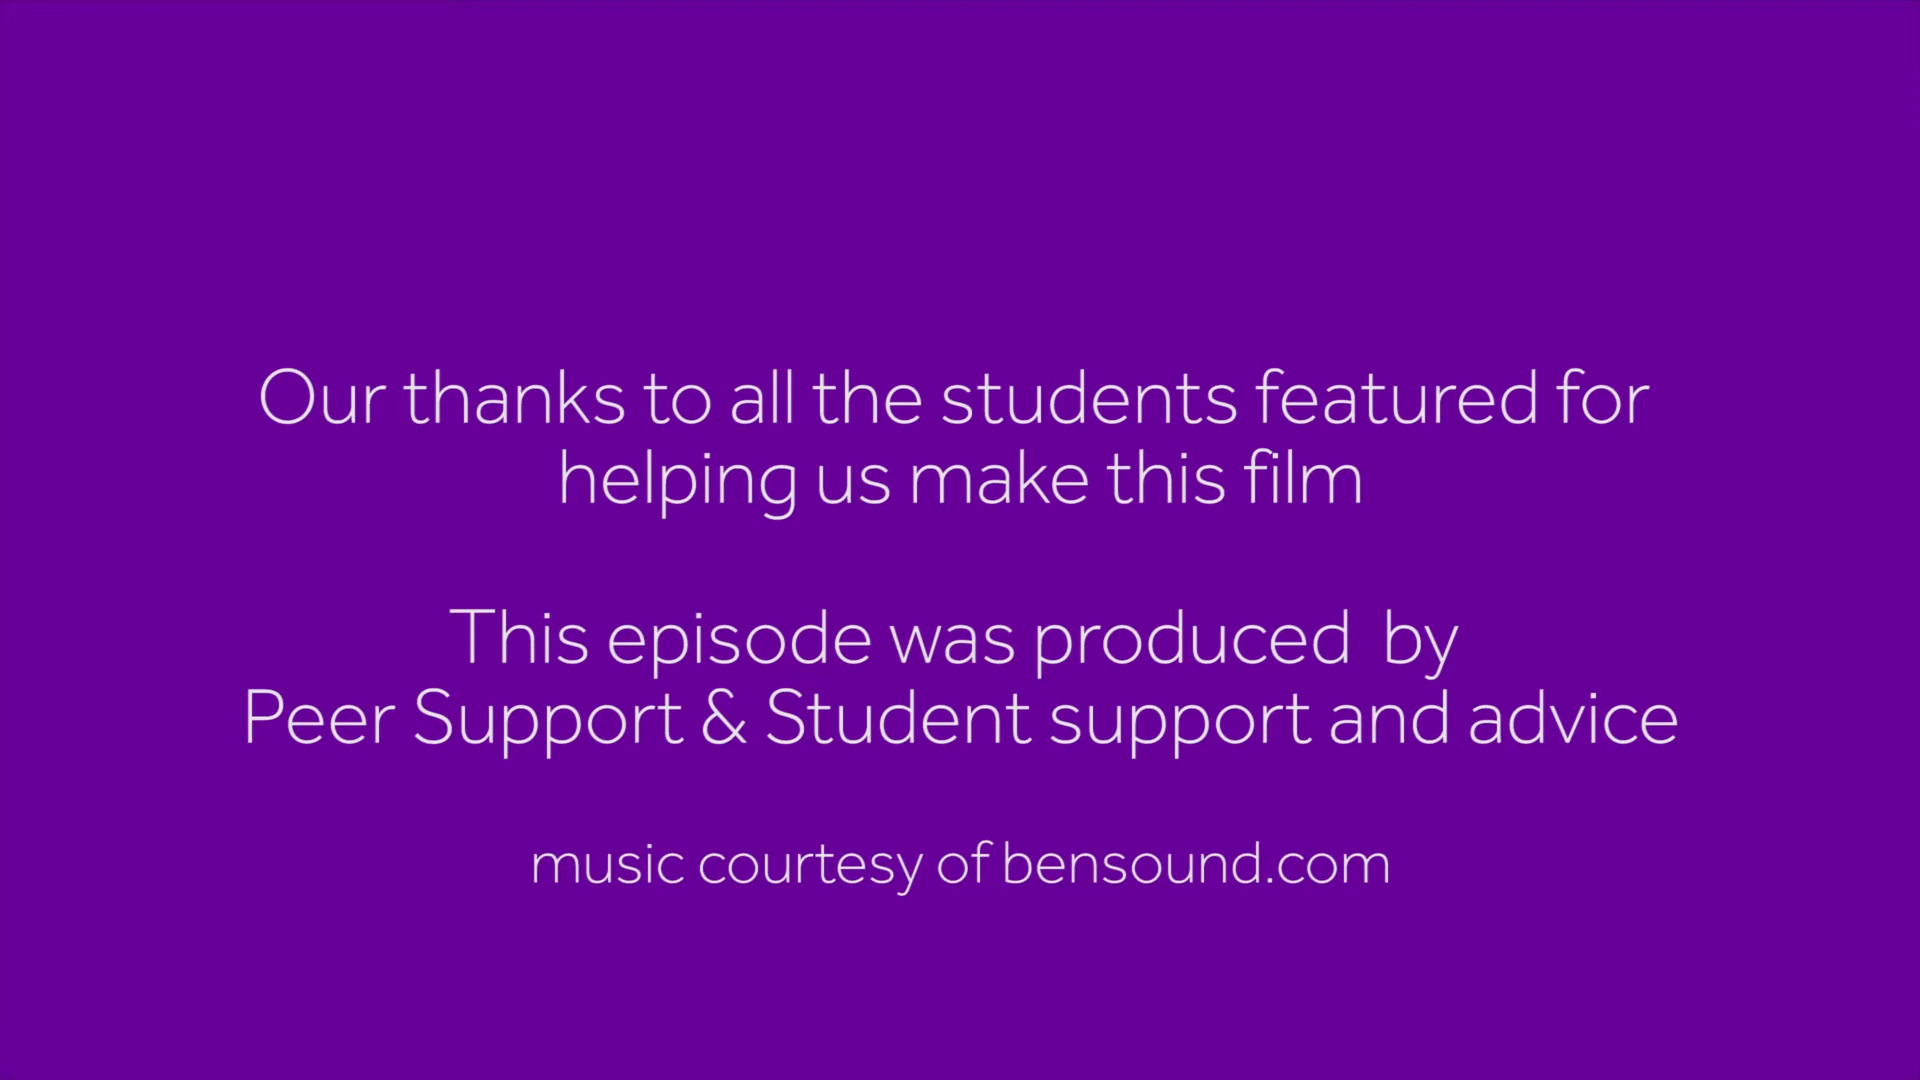 Our thanks to all the students featured for
helping us make this film
This episode was produced  by
Peer Support & Student support and advice
music courtesy of bensound.com